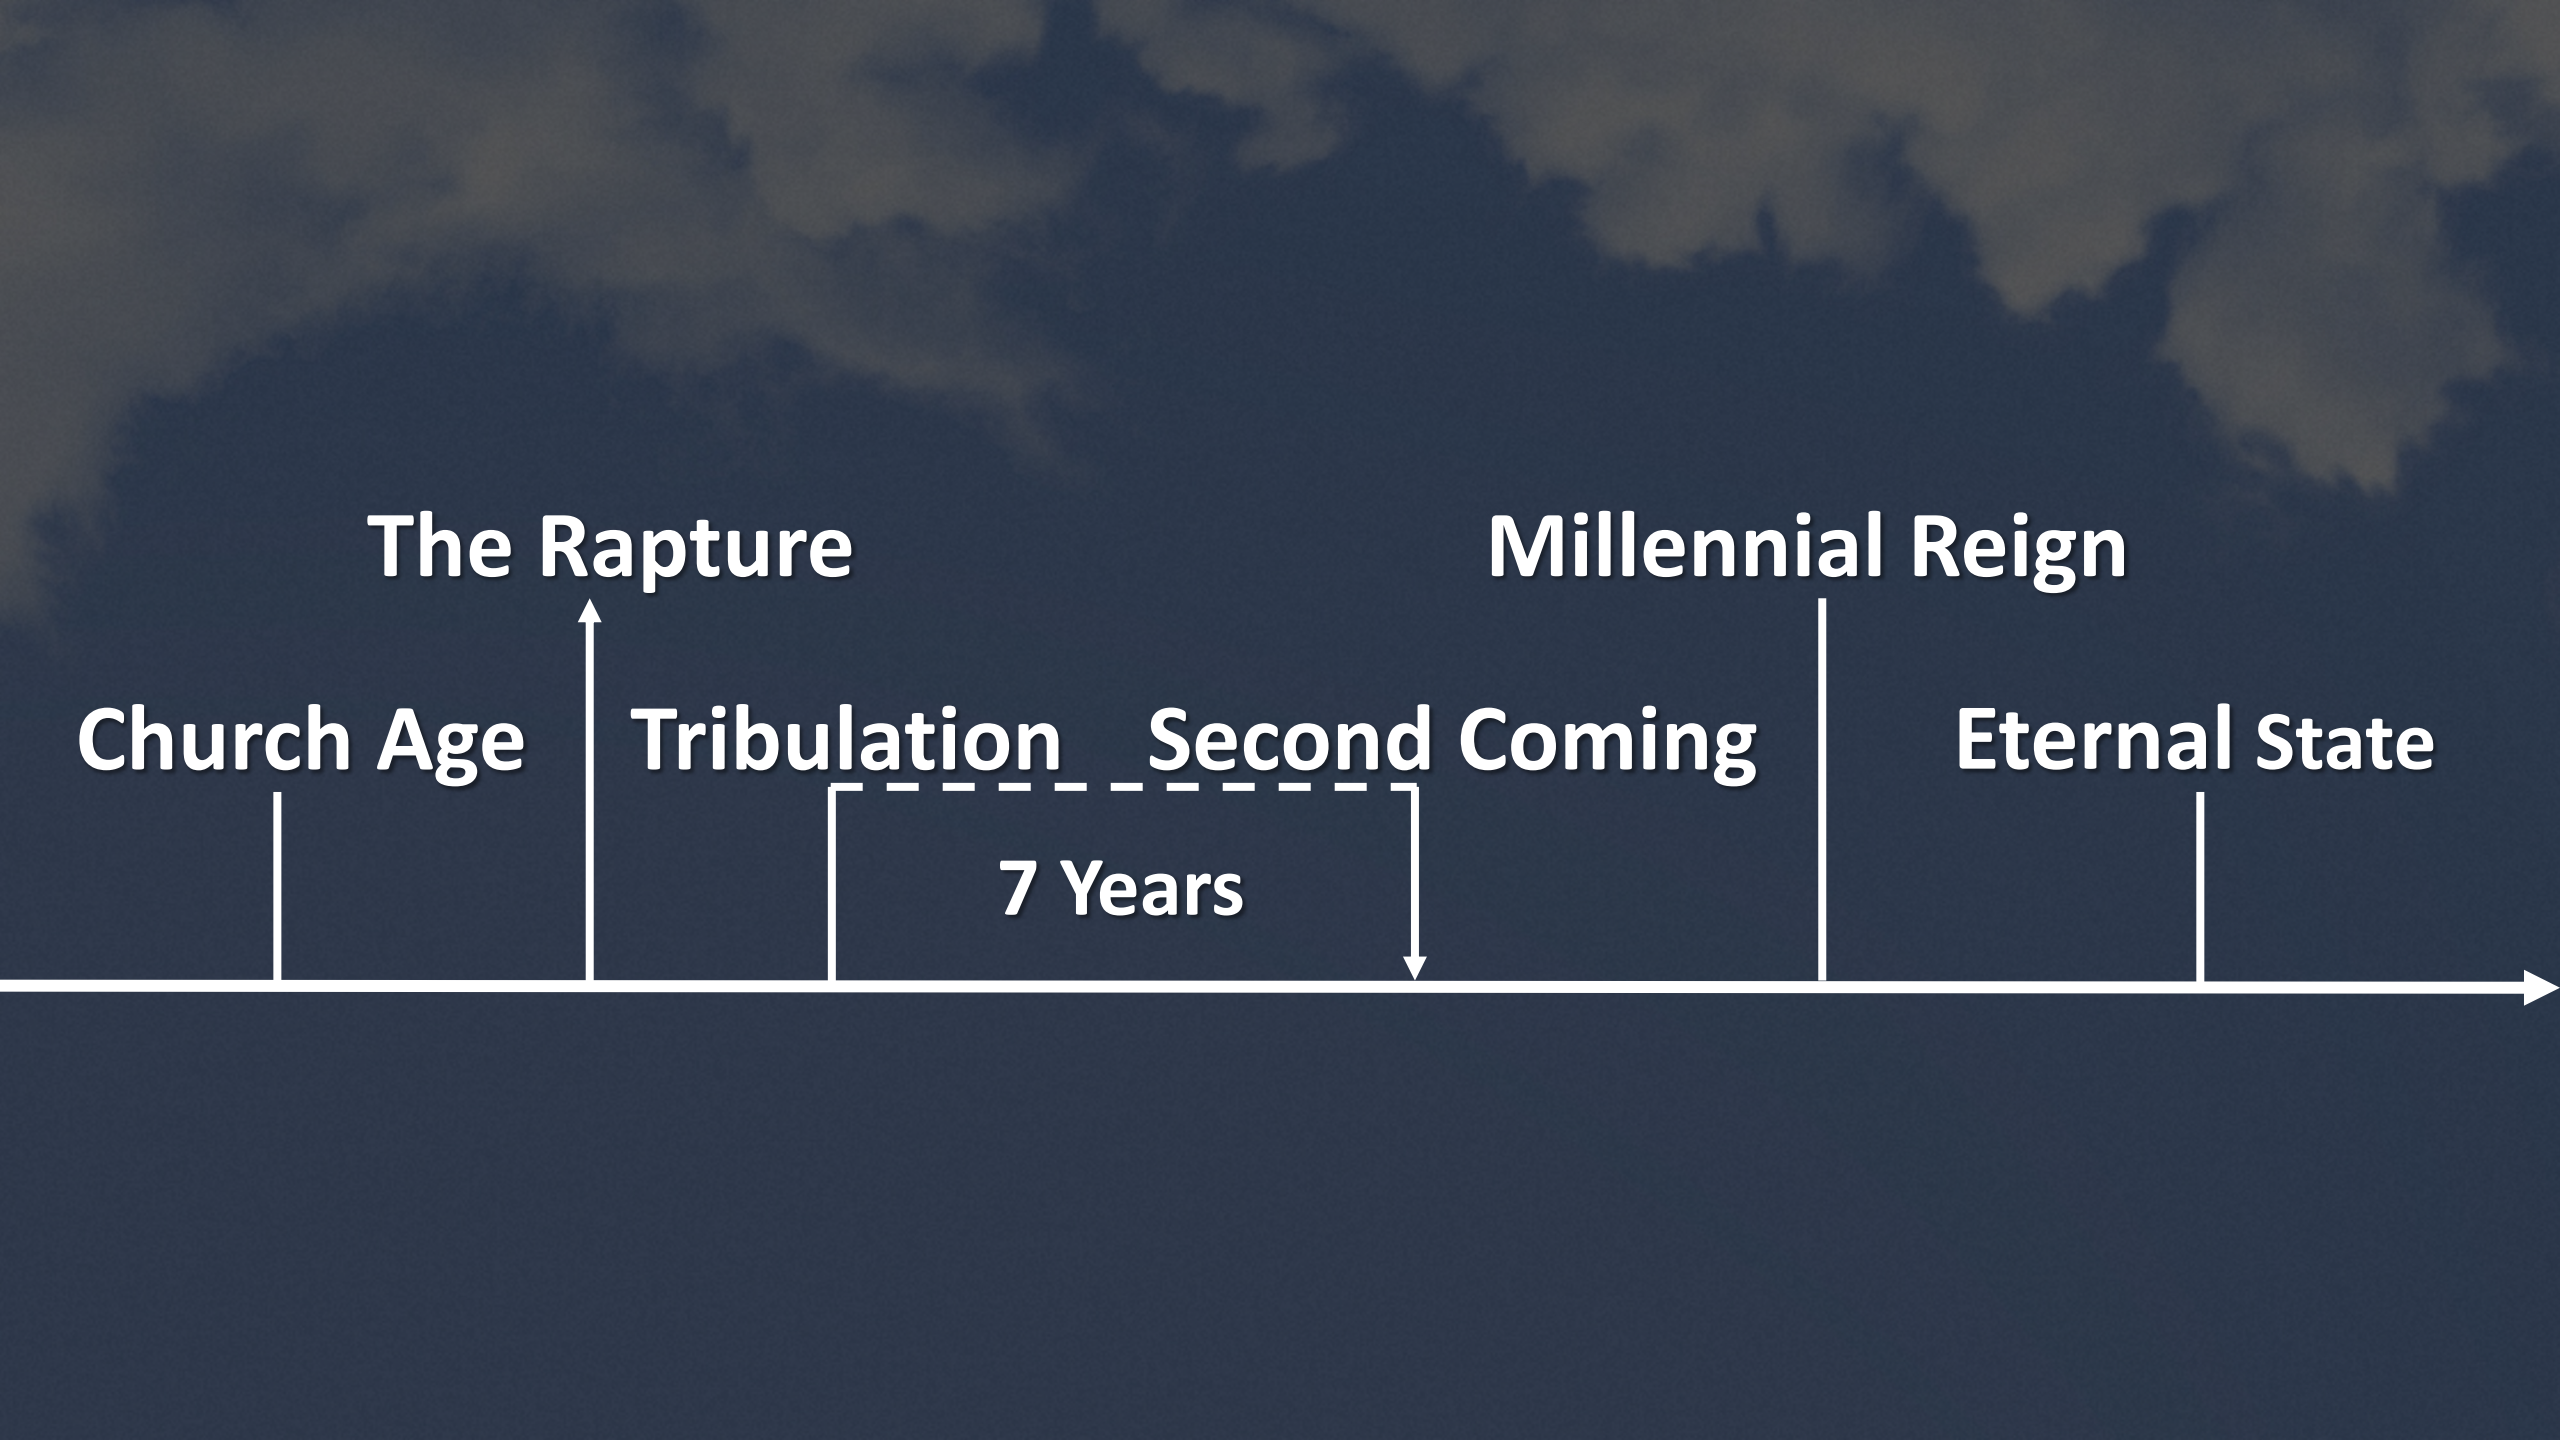 The Rapture
Millennial Reign
Church Age
Tribulation
Second Coming
Eternal State
7 Years